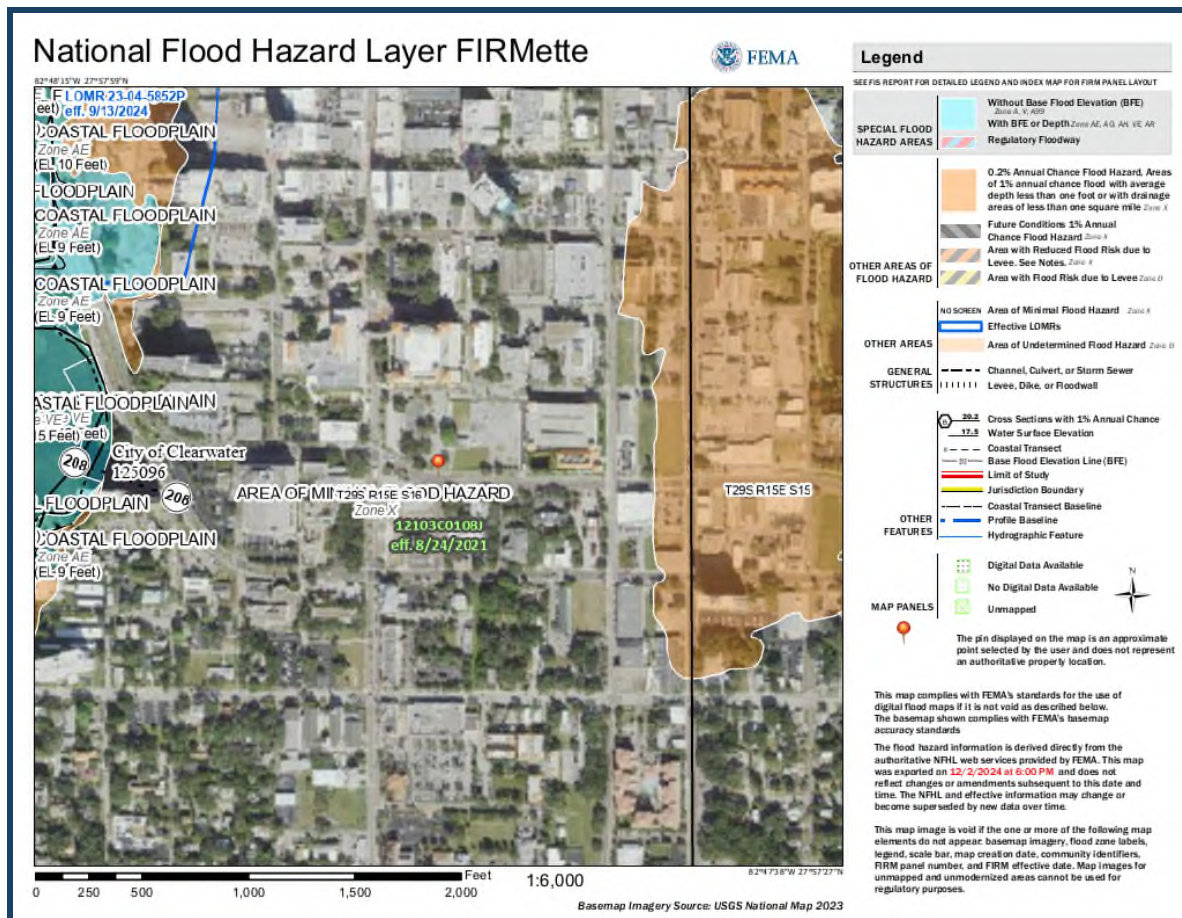 National Flood Hazard Layer FIRMette
FEMA
82°48'15"W 27°57'59"N
LOMR 23-04-5852P
eff. 9/13/2024
COASTAL FLOODPLAIN
Zone AE
(EL 10 Feet)
FLOODPLAIN
COASTAL FLOODPLAIN
Zone AE
(EL 9 Feet)
COASTAL FLOODPLAIN
Zone AE
(EL 9 Feet)
City of Clearwater
125096
208
206
AREA OF MINIMAL FLOOD HAZARD
T29S R15E S16
Zone X
12103C0108J
eff. 8/24/2021
T29S R15E S15
L FLOODPLAIN
COASTAL FLOODPLAIN
Zone AE
(EL 9 Feet)
Feet
0 250 500 1,000 1,500 2,000
1:6,000
82°47'38"W 27°57'27"N
Basemap Imagery Source: USGS National Map 2023
Legend
SEE FIS REPORT FOR DETAILED LEGEND AND INDEX MAP FOR FIRM PANEL LAYOUT
SPECIAL FLOOD
HAZARD AREAS
Without Base Flood Elevation (BFE)
Zone A, V, A99
With BFE or Depth Zone AE, AO, AH, VE, AR
Regulatory Floodway
OTHER AREAS OF
FLOOD HAZARD
0.2% Annual Chance Flood Hazard, Areas
of 1% annual chance flood with average
depth less than one foot or with drainage
areas of less than one square mile Zone X
Future Conditions 1% Annual
Chance Flood Hazard Zone X
Area with Reduced Flood Risk due to
Levee. See Notes. Zone X
Area with Flood Risk due to Levee Zone D
OTHER AREAS
NO SCREEN Area of Minimal Flood Hazard Zone X
Effective LOMRs
Area of Undetermined Flood Hazard Zone D
GENERAL
STRUCTURES
Channel, Culvert, or Storm Sewer
Levee, Dike, or Floodwall
OTHER
FEATURES
B 20.2 Cross Sections with 1% Annual Chance
17.5 Water Surface Elevation
Coastal Transect
Base Flood Elevation Line (BFE)
Limit of Study
Jurisdiction Boundary
Coastal Transect Baseline
Profile Baseline
Hydrographic Feature
MAP PANELS
Digital Data Available
No Digital Data Available
Unmapped
N
The pin displayed on the map is an approximate
point selected by the user and does not represent
an authoritative property location.
This map complies with FEMA's standards for the use of
digital flood maps if it is not void as described below.
The basemap shown complies with FEMA's basemap
accuracy standards
The flood hazard information is derived directly from the
authoritative NFHL web services provided by FEMA. This map
was exported on 12/2/2024 at 6:00 PM and does not
reflect changes or amendments subsequent to this date and
time. The NFHL and effective information may change or
become superseded by new data over time.
This map image is void if the one or more of the following map
elements do not appear: basemap imagery, flood zone labels,
legend, scale bar, map creation date, community identifiers,
FIRM panel number, and FIRM effective date. Map images for
unmapped and unmodernized areas cannot be used for
regulatory purposes.